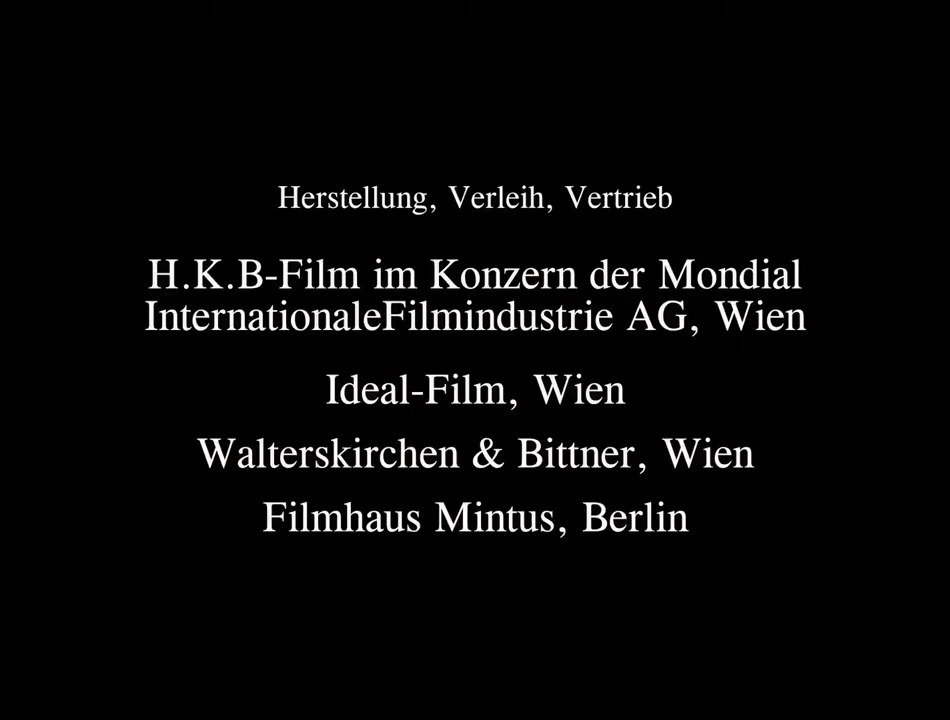 Herstellung, Verleih, Vertrieb
H.K.B-Film im Konzern der Mondial
InternationaleFilmindustrie AG, Wien
Ideal-Film, Wien
Walterskirchen & Bittner, Wien
Filmhaus Mintus, Berlin